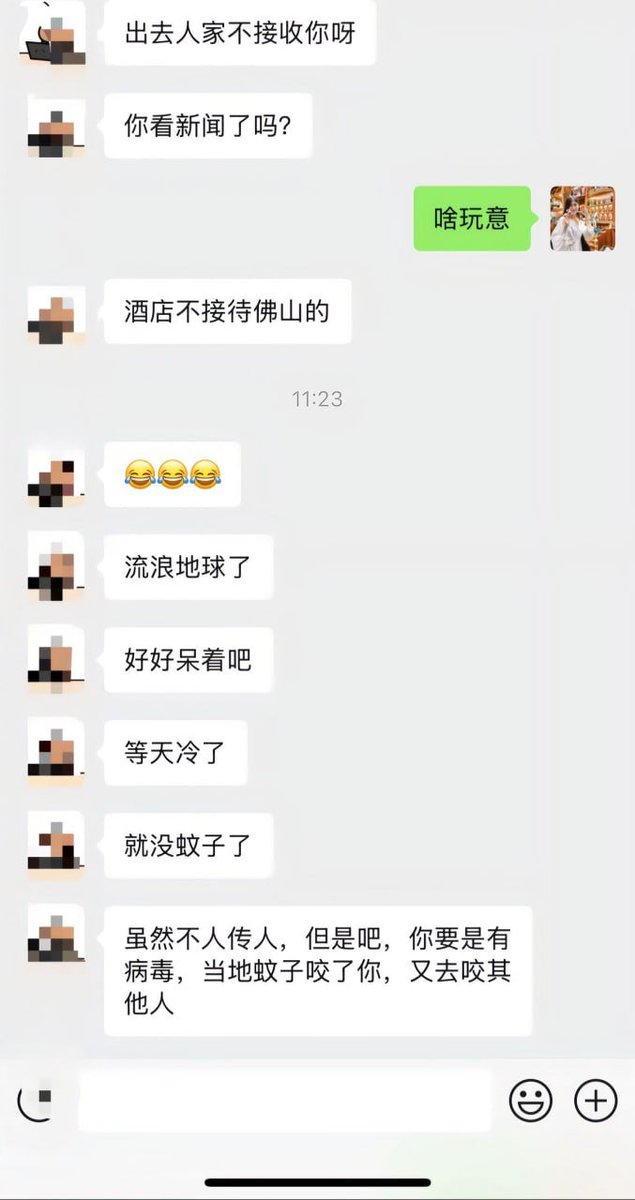 出去人家不接收你呀
你看新闻了吗？
啥玩意
酒店不接待佛山的
11:23
😂😂😂
流浪地球了
好好呆着吧
等天冷了
就没蚊子了
虽然不人传人，但是吧，你要是有
病毒，当地蚊子咬了你，又去咬其
他人